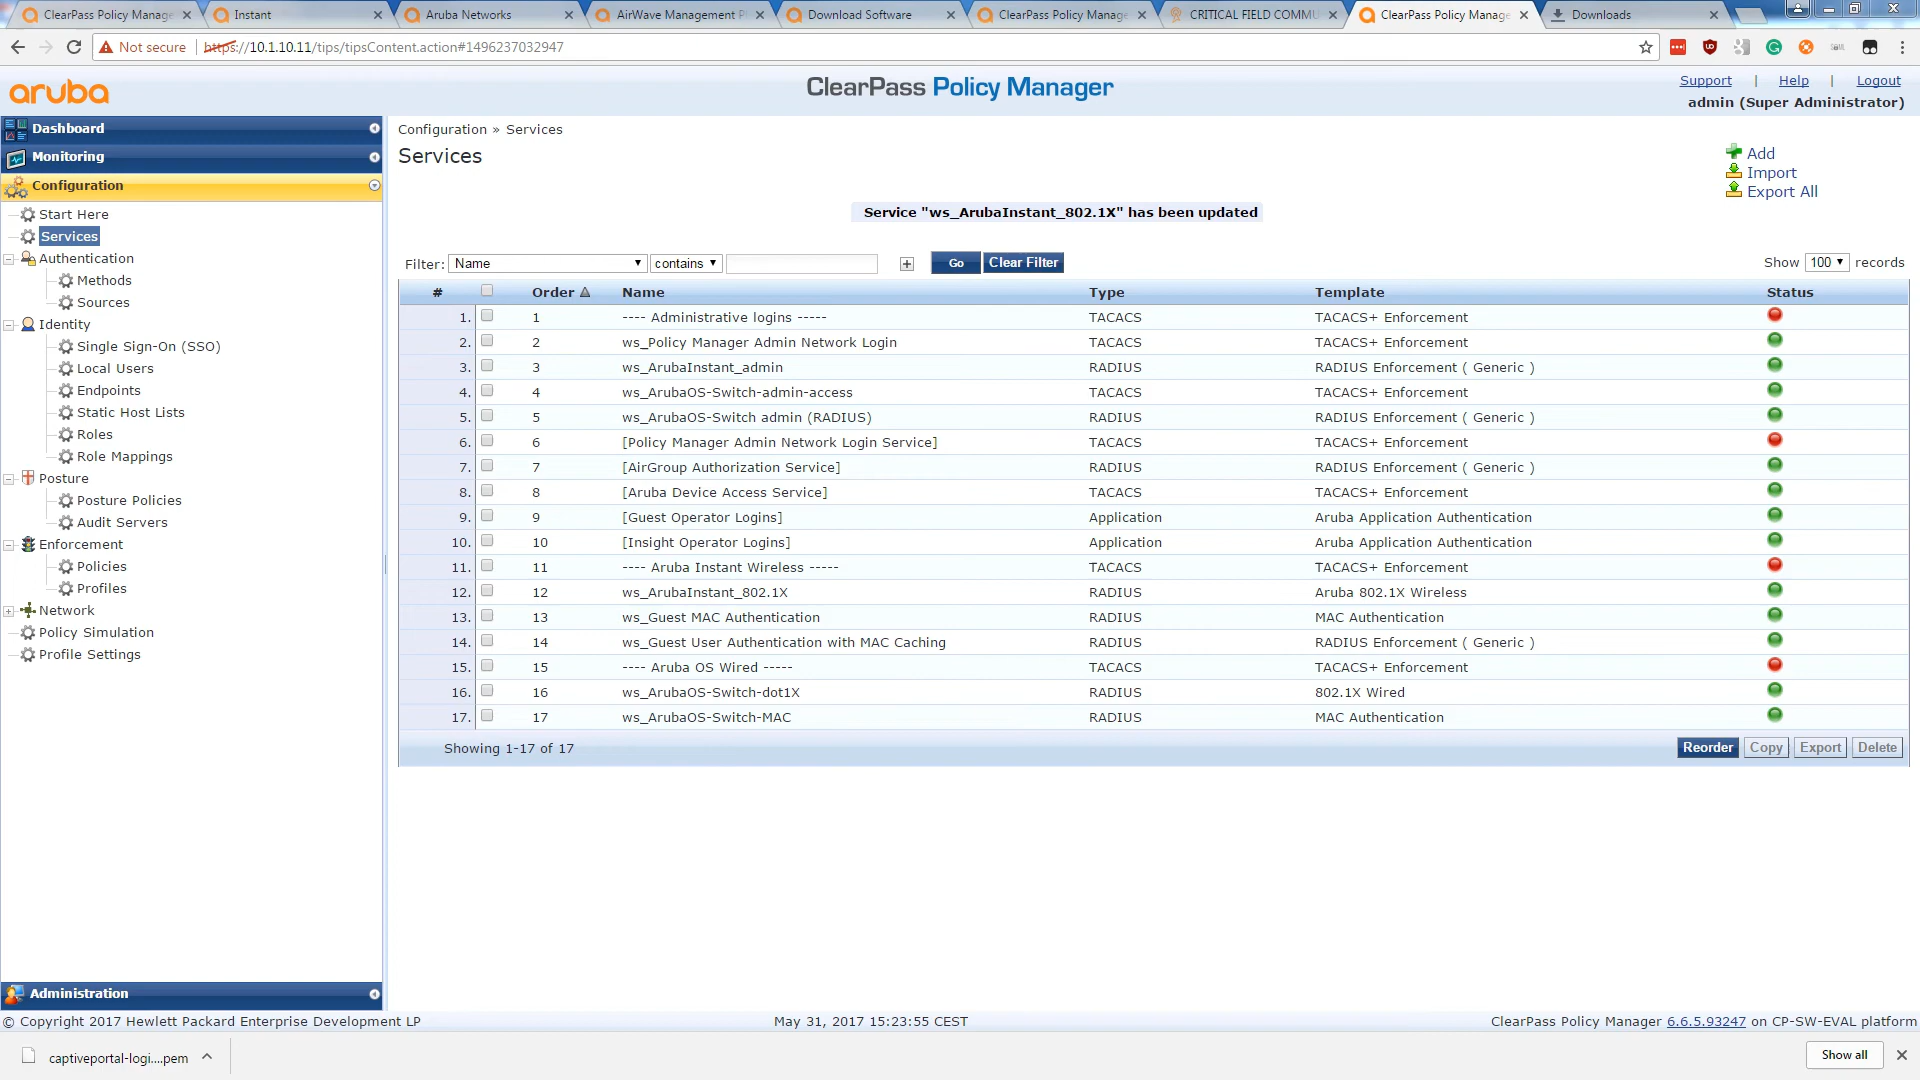 ClearPass Policy Manage
Instant
Aruba Networks
AirWave Management P
Download Software
ClearPass Policy Manage
CRITICAL FIELD COMMU
ClearPass Policy Manage
Downloads
Not secure https://10.1.10.11/tips/tipsContent.action#1496237032947
aruba
ClearPass Policy Manager
Support | Help | Logout
admin (Super Administrator)
Dashboard
Monitoring
Configuration
Start Here
Services
Authentication
Methods
Sources
Identity
Single Sign-On (SSO)
Local Users
Endpoints
Static Host Lists
Roles
Role Mappings
Posture
Posture Policies
Audit Servers
Enforcement
Policies
Profiles
Network
Policy Simulation
Profile Settings
Administration
Configuration » Services
Services
Add
Import
Export All
Service "ws_ArubaInstant_802.1X" has been updated
Filter: Name contains + Go Clear Filter Show 100 records
# Order Name Type Template Status
1. 1 ---- Administrative logins ----- TACACS TACACS+ Enforcement
2. 2 ws_Policy Manager Admin Network Login TACACS TACACS+ Enforcement
3. 3 ws_ArubaInstant_admin RADIUS RADIUS Enforcement ( Generic )
4. 4 ws_ArubaOS-Switch-admin-access TACACS TACACS+ Enforcement
5. 5 ws_ArubaOS-Switch admin (RADIUS) RADIUS RADIUS Enforcement ( Generic )
6. 6 [Policy Manager Admin Network Login Service] TACACS TACACS+ Enforcement
7. 7 [AirGroup Authorization Service] RADIUS RADIUS Enforcement ( Generic )
8. 8 [Aruba Device Access Service] TACACS TACACS+ Enforcement
9. 9 [Guest Operator Logins] Application Aruba Application Authentication
10. 10 [Insight Operator Logins] Application Aruba Application Authentication
11. 11 ---- Aruba Instant Wireless ----- TACACS TACACS+ Enforcement
12. 12 ws_ArubaInstant_802.1X RADIUS Aruba 802.1X Wireless
13. 13 ws_Guest MAC Authentication RADIUS MAC Authentication
14. 14 ws_Guest User Authentication with MAC Caching RADIUS RADIUS Enforcement ( Generic )
15. 15 ---- Aruba OS Wired ----- TACACS TACACS+ Enforcement
16. 16 ws_ArubaOS-Switch-dot1X RADIUS 802.1X Wired
17. 17 ws_ArubaOS-Switch-MAC RADIUS MAC Authentication
Showing 1-17 of 17 Reorder Copy Export Delete
© Copyright 2017 Hewlett Packard Enterprise Development LP May 31, 2017 15:23:55 CEST ClearPass Policy Manager 6.6.5.93247 on CP-SW-EVAL platform
captiveportal-logi....pem Show all